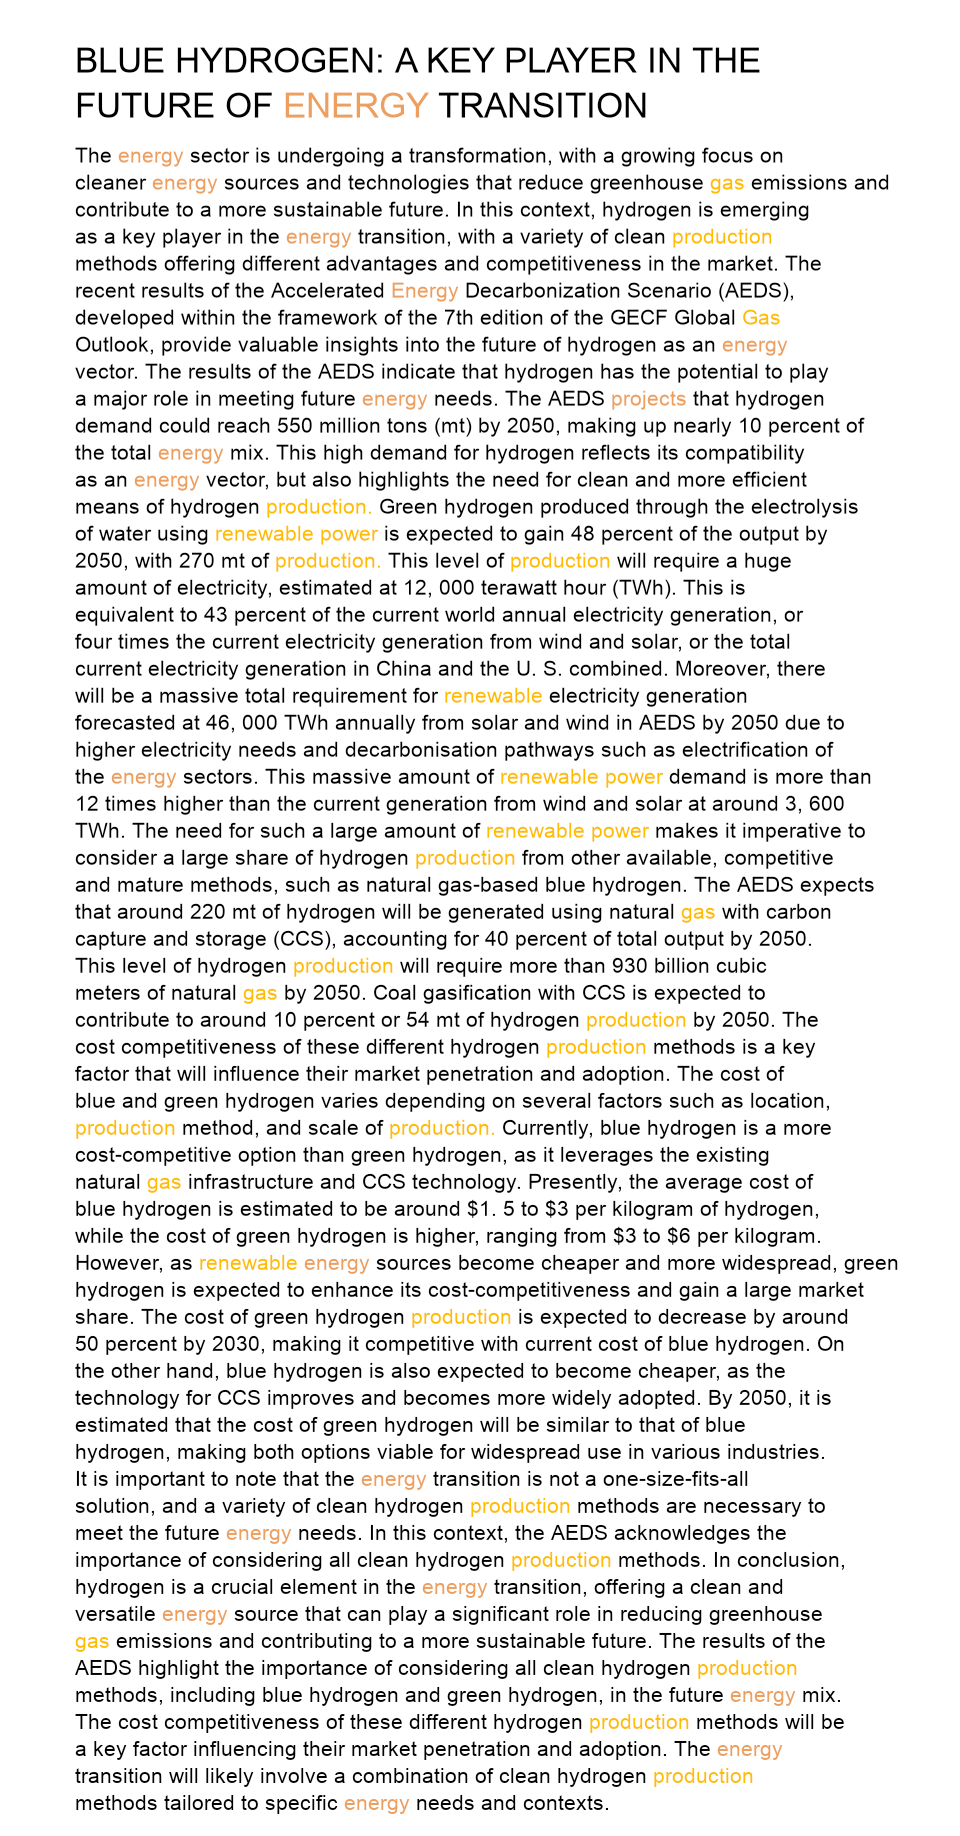 BLUE HYDROGEN: A KEY PLAYER IN THE
FUTURE OF ENERGY TRANSITION
The energy sector is undergoing a transformation, with a growing focus on
cleaner energy sources and technologies that reduce greenhouse gas emissions and
contribute to a more sustainable future. In this context, hydrogen is emerging
as a key player in the energy transition, with a variety of clean production
methods offering different advantages and competitiveness in the market. The
recent results of the Accelerated Energy Decarbonization Scenario (AEDS),
developed within the framework of the 7th edition of the GECF Global Gas
Outlook, provide valuable insights into the future of hydrogen as an energy
vector. The results of the AEDS indicate that hydrogen has the potential to play
a major role in meeting future energy needs. The AEDS projects that hydrogen
demand could reach 550 million tons (mt) by 2050, making up nearly 10 percent of
the total energy mix. This high demand for hydrogen reflects its compatibility
as an energy vector, but also highlights the need for clean and more efficient
means of hydrogen production. Green hydrogen produced through the electrolysis
of water using renewable power is expected to gain 48 percent of the output by
2050, with 270 mt of production. This level of production will require a huge
amount of electricity, estimated at 12, 000 terawatt hour (TWh). This is
equivalent to 43 percent of the current world annual electricity generation, or
four times the current electricity generation from wind and solar, or the total
current electricity generation in China and the U. S. combined. Moreover, there
will be a massive total requirement for renewable electricity generation
forecasted at 46, 000 TWh annually from solar and wind in AEDS by 2050 due to
higher electricity needs and decarbonisation pathways such as electrification of
the energy sectors. This massive amount of renewable power demand is more than
12 times higher than the current generation from wind and solar at around 3, 600
TWh. The need for such a large amount of renewable power makes it imperative to
consider a large share of hydrogen production from other available, competitive
and mature methods, such as natural gas-based blue hydrogen. The AEDS expects
that around 220 mt of hydrogen will be generated using natural gas with carbon
capture and storage (CCS), accounting for 40 percent of total output by 2050.
This level of hydrogen production will require more than 930 billion cubic
meters of natural gas by 2050. Coal gasification with CCS is expected to
contribute to around 10 percent or 54 mt of hydrogen production by 2050. The
cost competitiveness of these different hydrogen production methods is a key
factor that will influence their market penetration and adoption. The cost of
blue and green hydrogen varies depending on several factors such as location,
production method, and scale of production. Currently, blue hydrogen is a more
cost-competitive option than green hydrogen, as it leverages the existing
natural gas infrastructure and CCS technology. Presently, the average cost of
blue hydrogen is estimated to be around $1. 5 to $3 per kilogram of hydrogen,
while the cost of green hydrogen is higher, ranging from $3 to $6 per kilogram.
However, as renewable energy sources become cheaper and more widespread, green
hydrogen is expected to enhance its cost-competitiveness and gain a large market
share. The cost of green hydrogen production is expected to decrease by around
50 percent by 2030, making it competitive with current cost of blue hydrogen. On
the other hand, blue hydrogen is also expected to become cheaper, as the
technology for CCS improves and becomes more widely adopted. By 2050, it is
estimated that the cost of green hydrogen will be similar to that of blue
hydrogen, making both options viable for widespread use in various industries.
It is important to note that the energy transition is not a one-size-fits-all
solution, and a variety of clean hydrogen production methods are necessary to
meet the future energy needs. In this context, the AEDS acknowledges the
importance of considering all clean hydrogen production methods. In conclusion,
hydrogen is a crucial element in the energy transition, offering a clean and
versatile energy source that can play a significant role in reducing greenhouse
gas emissions and contributing to a more sustainable future. The results of the
AEDS highlight the importance of considering all clean hydrogen production
methods, including blue hydrogen and green hydrogen, in the future energy mix.
The cost competitiveness of these different hydrogen production methods will be
a key factor influencing their market penetration and adoption. The energy
transition will likely involve a combination of clean hydrogen production
methods tailored to specific energy needs and contexts.